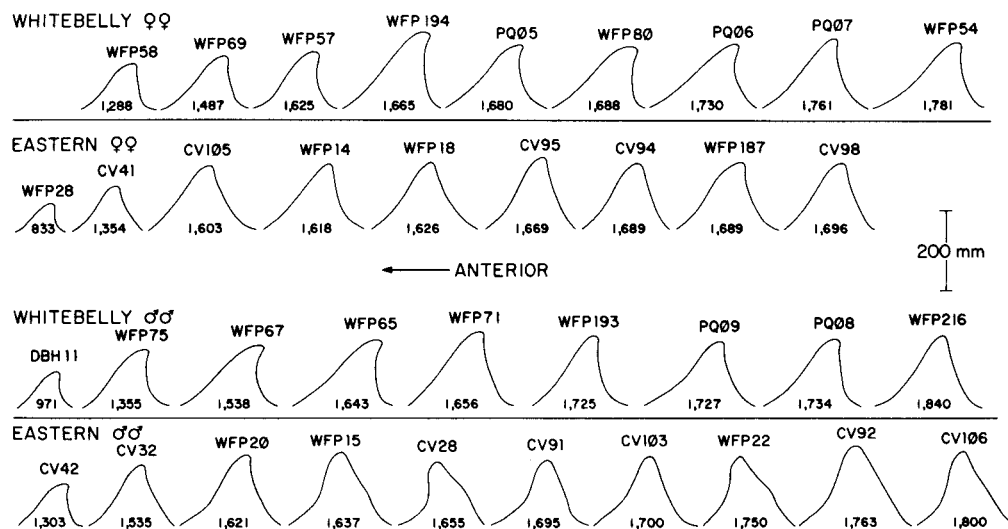 WHITEBELLY ♀♀
WFP58 WFP69 WFP57 WFP194 PQ05 WFP80 PQ06 PQ07 WFP54
1,288 1,487 1,625 1,665 1,680 1,688 1,730 1,761 1,781
EASTERN ♀♀
WFP28 CV41 CV105 WFP14 WFP18 CV95 CV94 WFP187 CV98
833 1,354 1,603 1,618 1,626 1,669 1,689 1,689 1,696
200 mm
ANTERIOR
WHITEBELLY ♂♂
DBH11 WFP75 WFP67 WFP65 WFP71 WFP193 PQ09 PQ08 WFP216
971 1,355 1,538 1,643 1,656 1,725 1,727 1,734 1,840
EASTERN ♂♂
CV42 CV32 WFP20 WFP15 CV28 CV91 CV103 WFP22 CV92 CV106
1,303 1,535 1,621 1,637 1,655 1,695 1,700 1,750 1,763 1,800